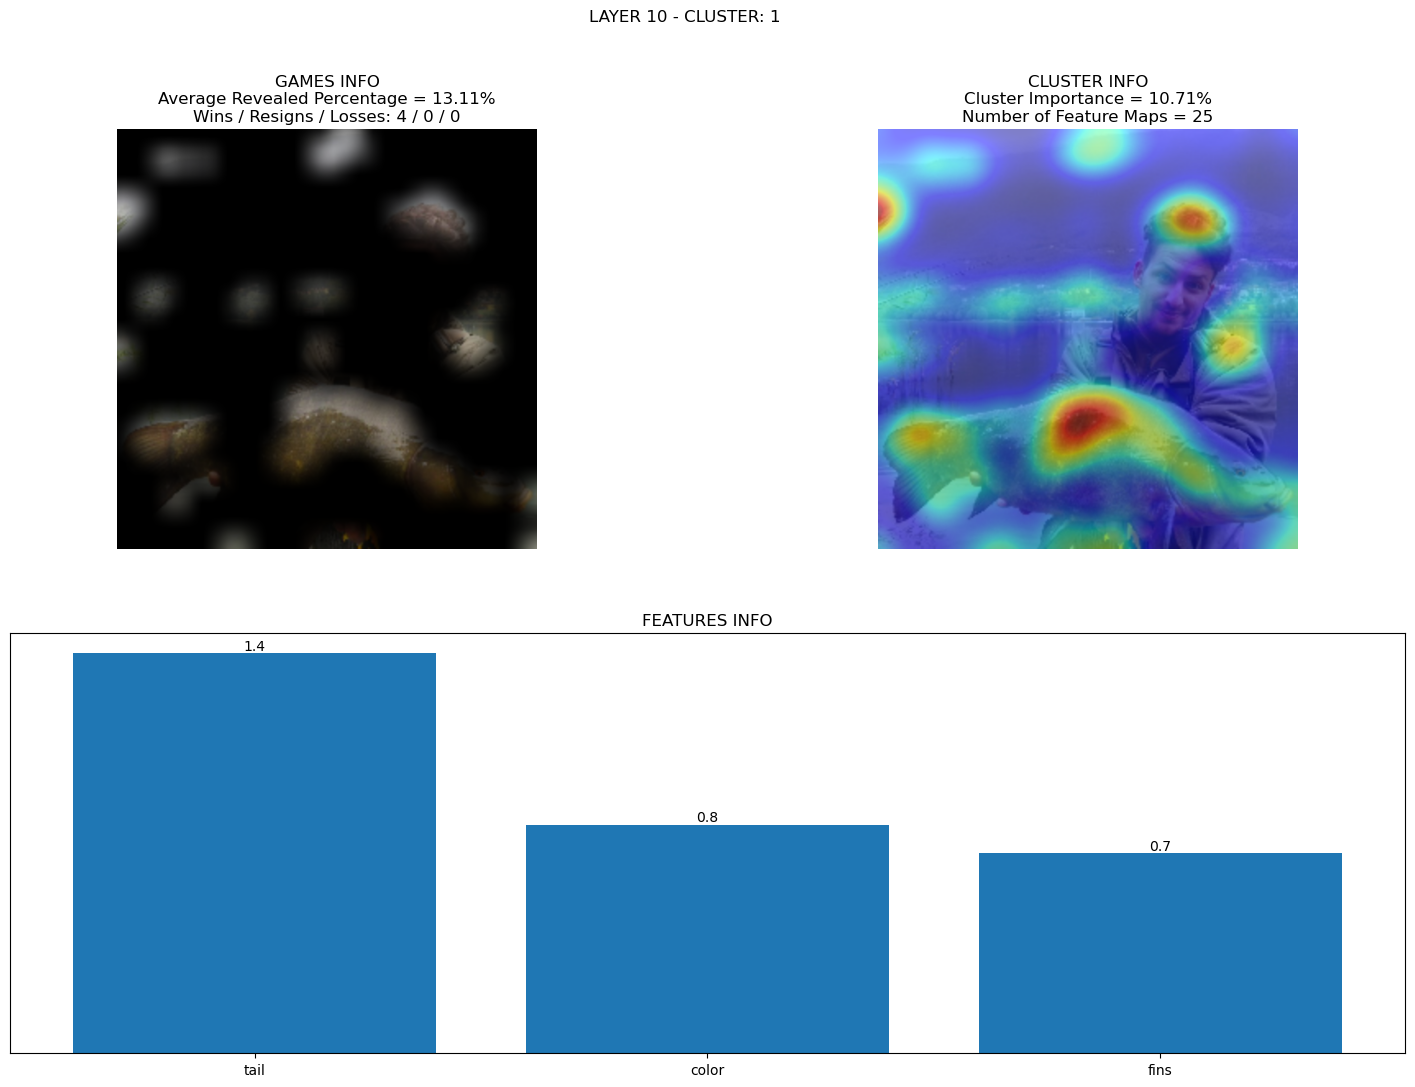 LAYER 10 - CLUSTER: 1
GAMES INFO
Average Revealed Percentage = 13.11%
Wins / Resigns / Losses: 4 / 0 / 0
CLUSTER INFO
Cluster Importance = 10.71%
Number of Feature Maps = 25
FEATURES INFO
1.4
0.8
0.7
tail
color
fins